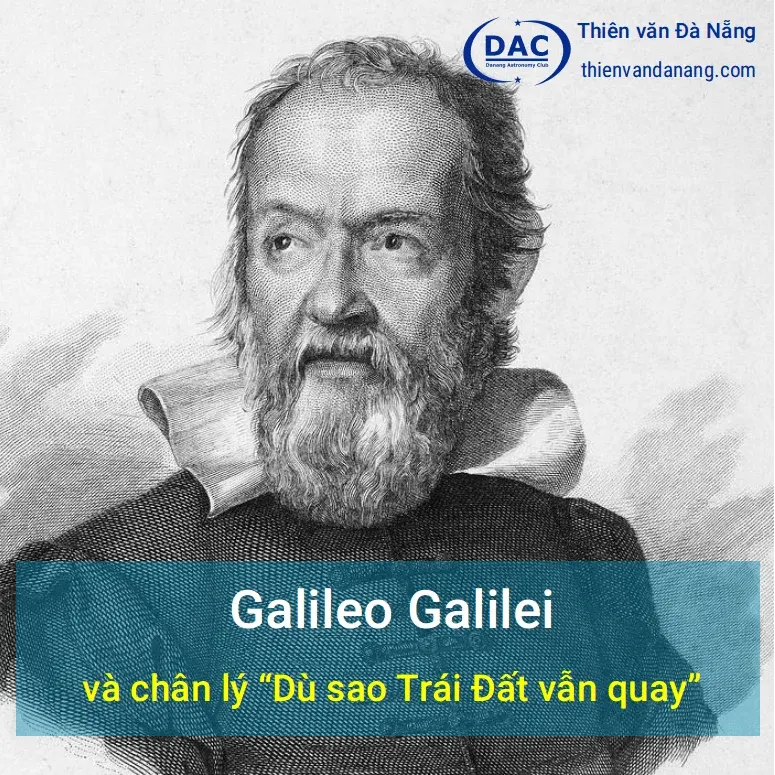 DAC
Danang Astronomy Club
Thiên văn Đà Nẵng
thienvandanang.com
Galileo Galilei
và chân lý “Dù sao Trái Đất vẫn quay”